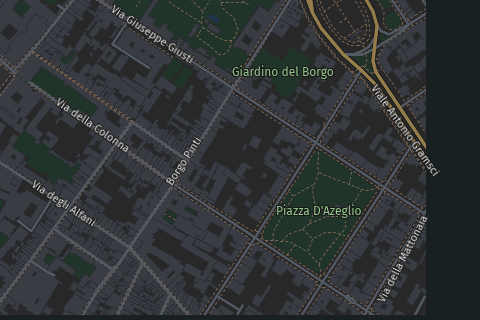 Via Giuseppe Giusti
Giardino del Borgo
Viale Antonio Gramsci
Via della Colonna
Borgo Pinti
Via degli Alfani
Piazza D'Azeglio
Via della Mattonaia